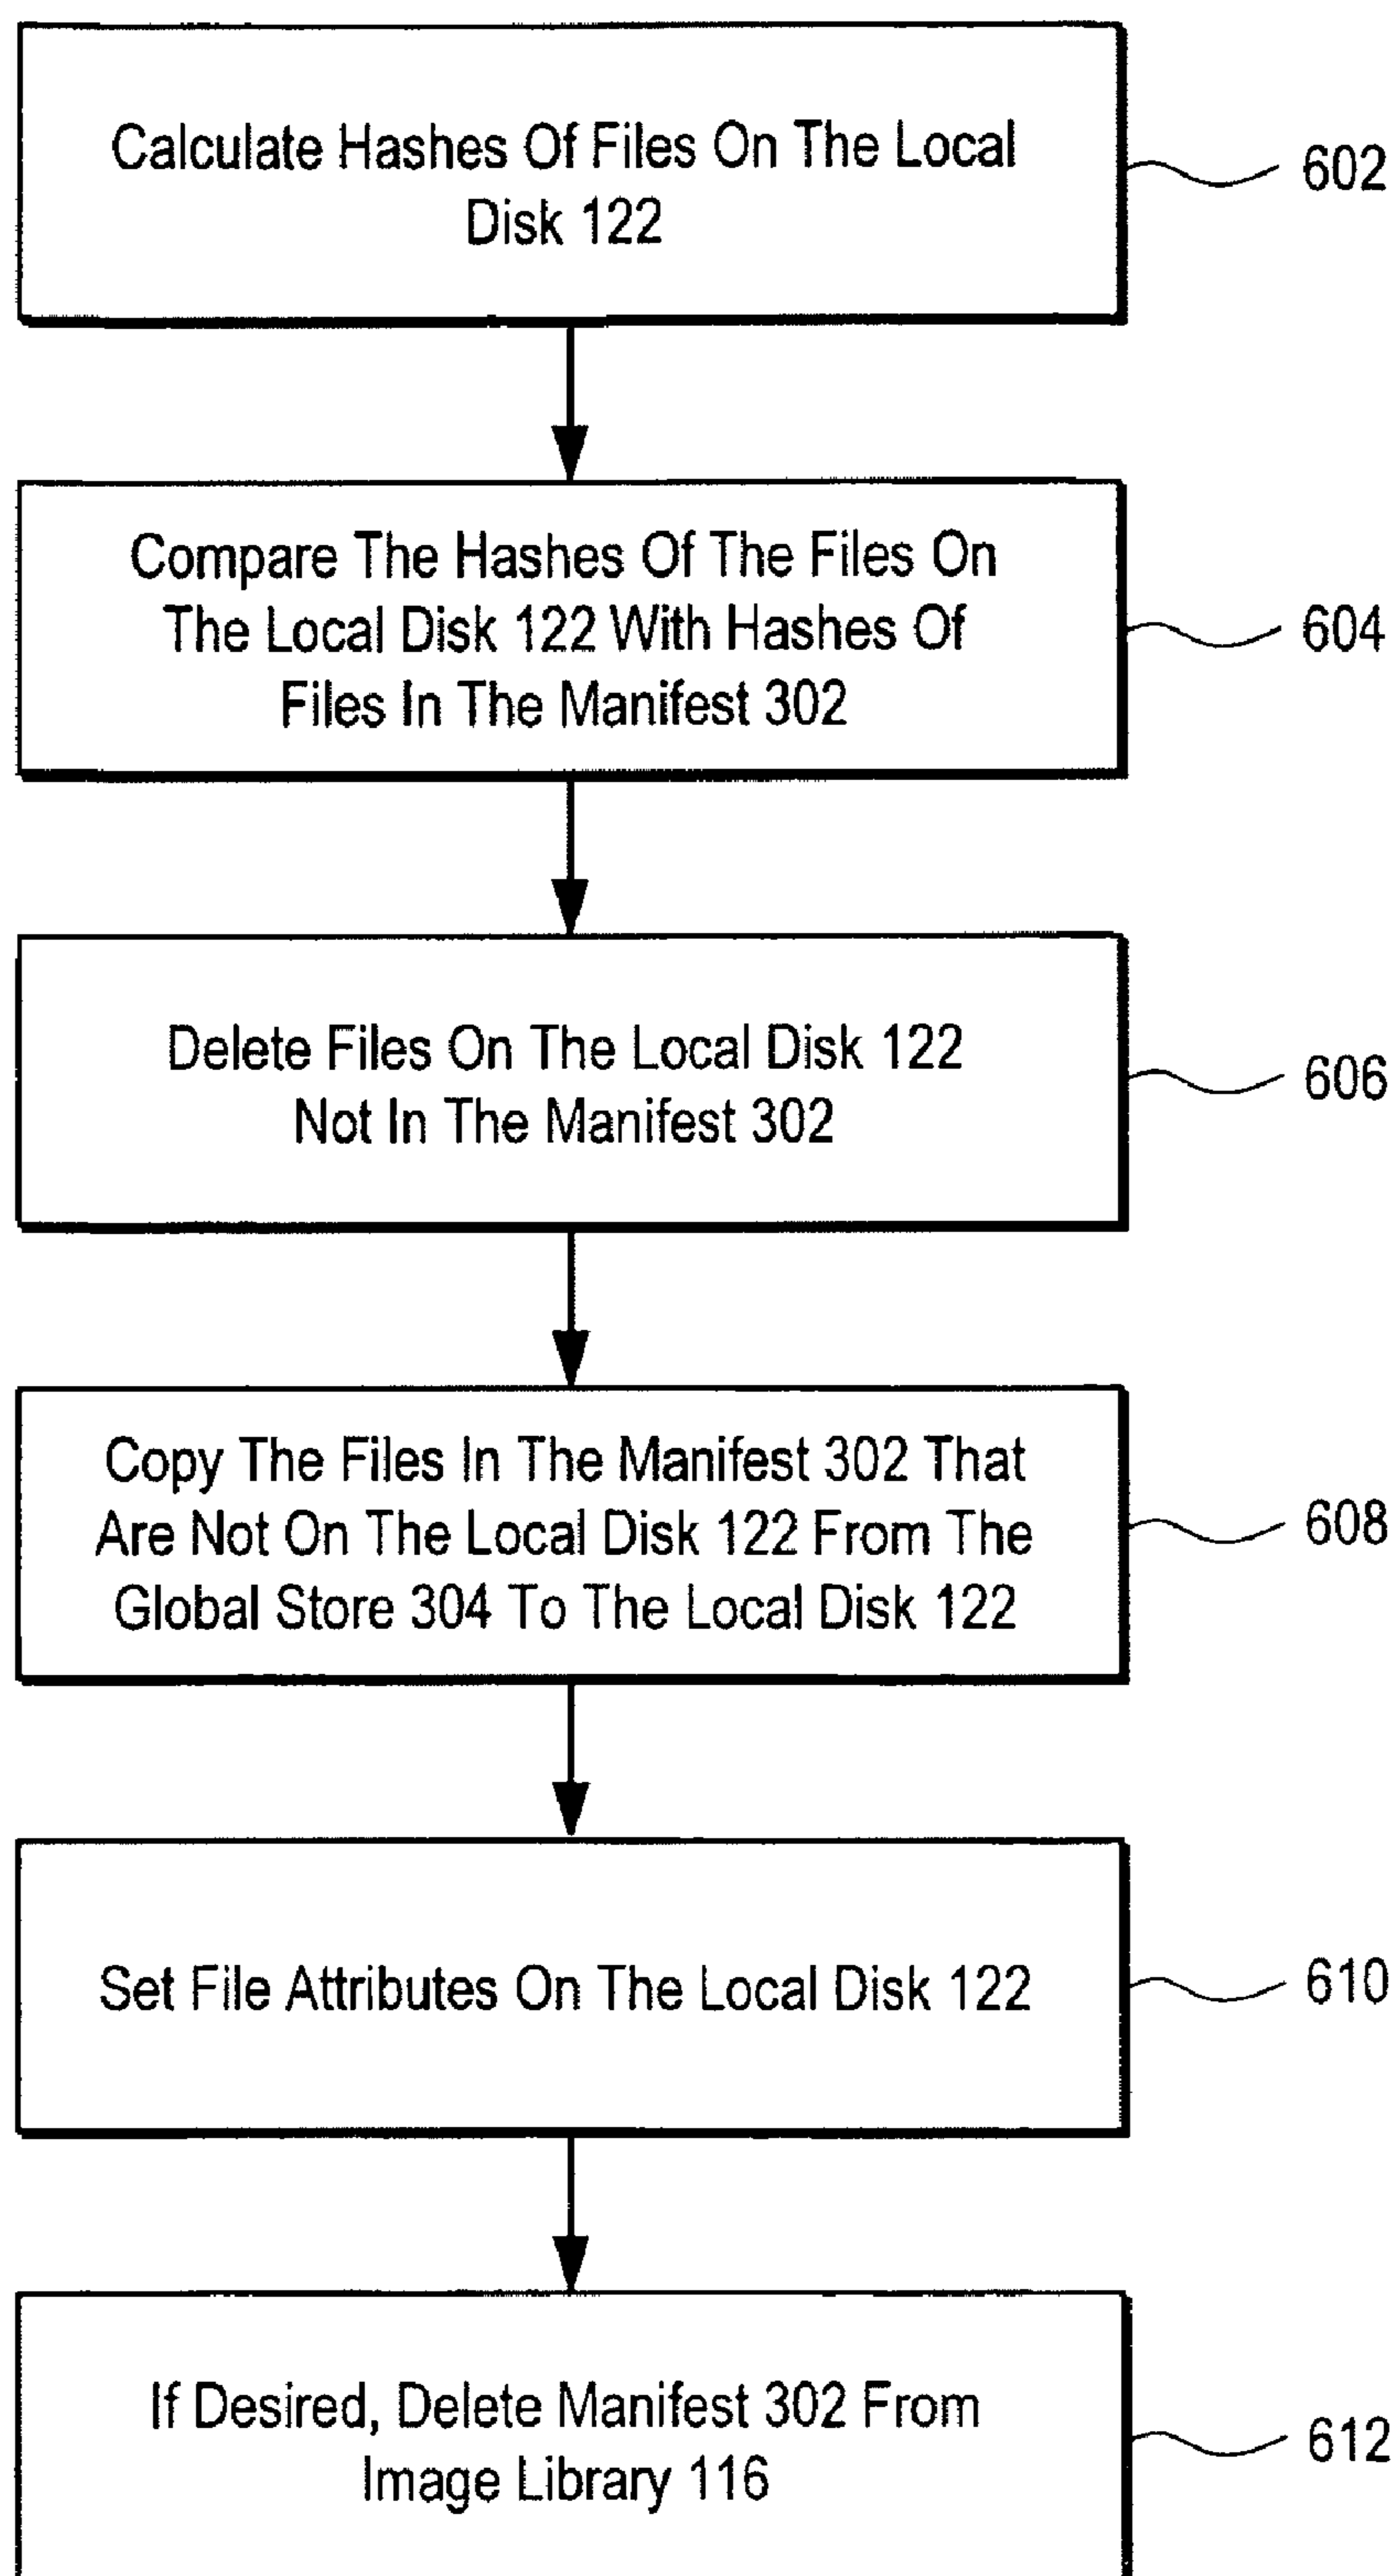 Calculate Hashes Of Files On The Local
Disk 122
602
Compare The Hashes Of The Files On
The Local Disk 122 With Hashes Of
Files In The Manifest 302
604
Delete Files On The Local Disk 122
Not In The Manifest 302
606
Copy The Files In The Manifest 302 That
Are Not On The Local Disk 122 From The
Global Store 304 To The Local Disk 122
608
Set File Attributes On The Local Disk 122
610
If Desired, Delete Manifest 302 From
Image Library 116
612